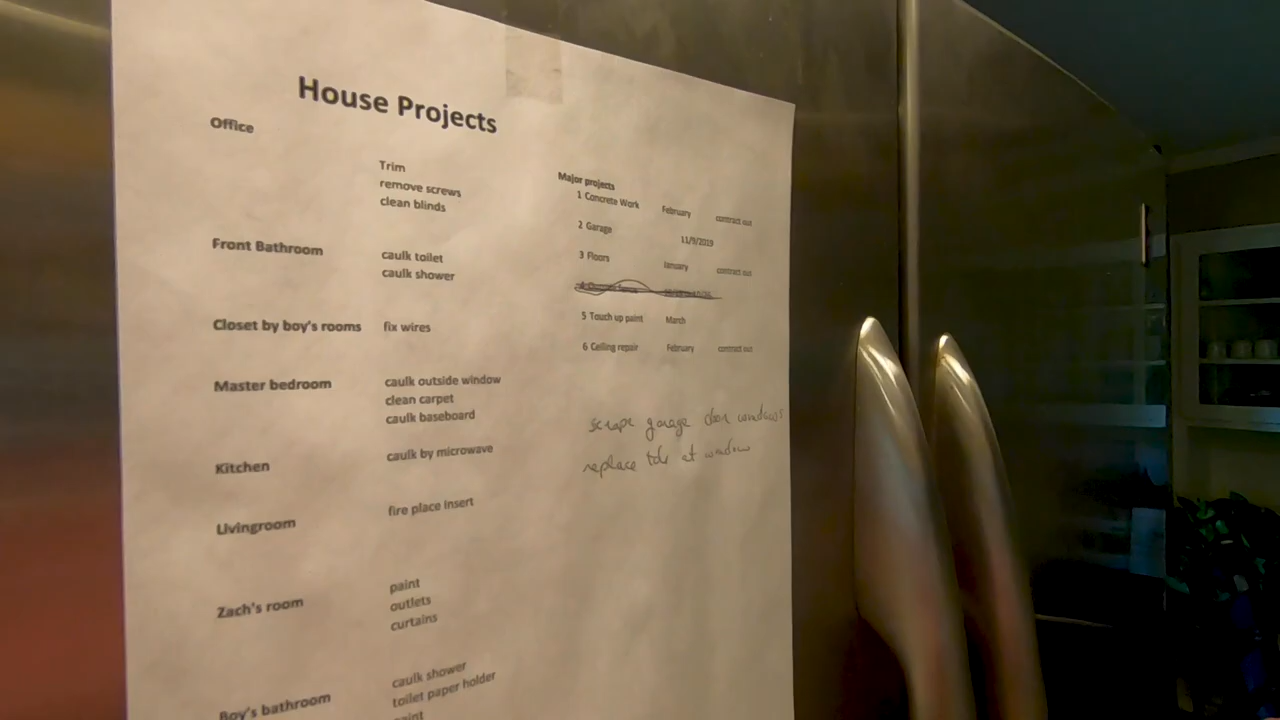 House Projects
Office
Trim
remove screws
clean blinds
Front Bathroom
caulk toilet
caulk shower
Closet by boy's rooms fix wires
Master bedroom caulk outside window
clean carpet
caulk baseboard
Kitchen caulk by microwave
Livingroom fire place Insert
Zach's room paint
outlets
curtains
Boy's bathroom caulk shower
toilet paper holder
paint
Major projects
1 Concrete Work February contract out
2 Garage 11/9/2019
3 Floors January contract out
4
5 Touch up paint March
6 Ceiling repair February contract out
scrape garage door windows
replace at window